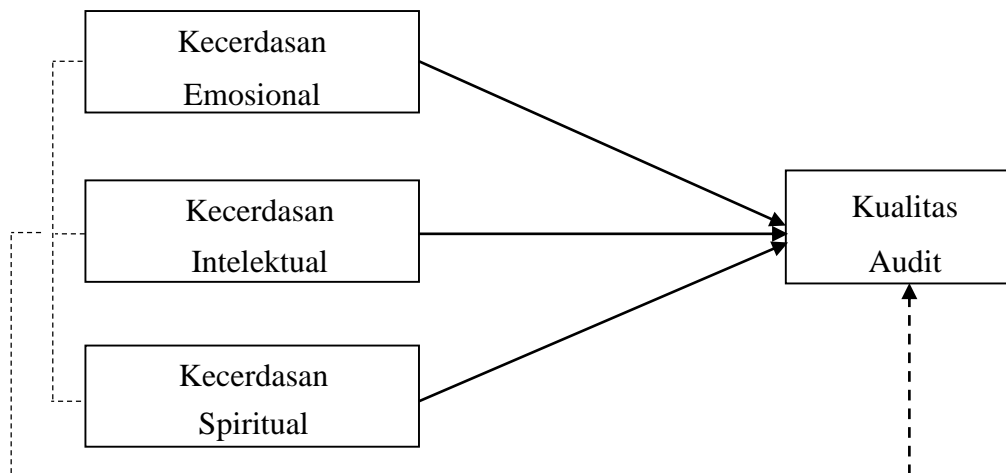 Kecerdasan
Emosional
Kecerdasan
Intelektual
Kecerdasan
Spiritual
Kualitas
Audit